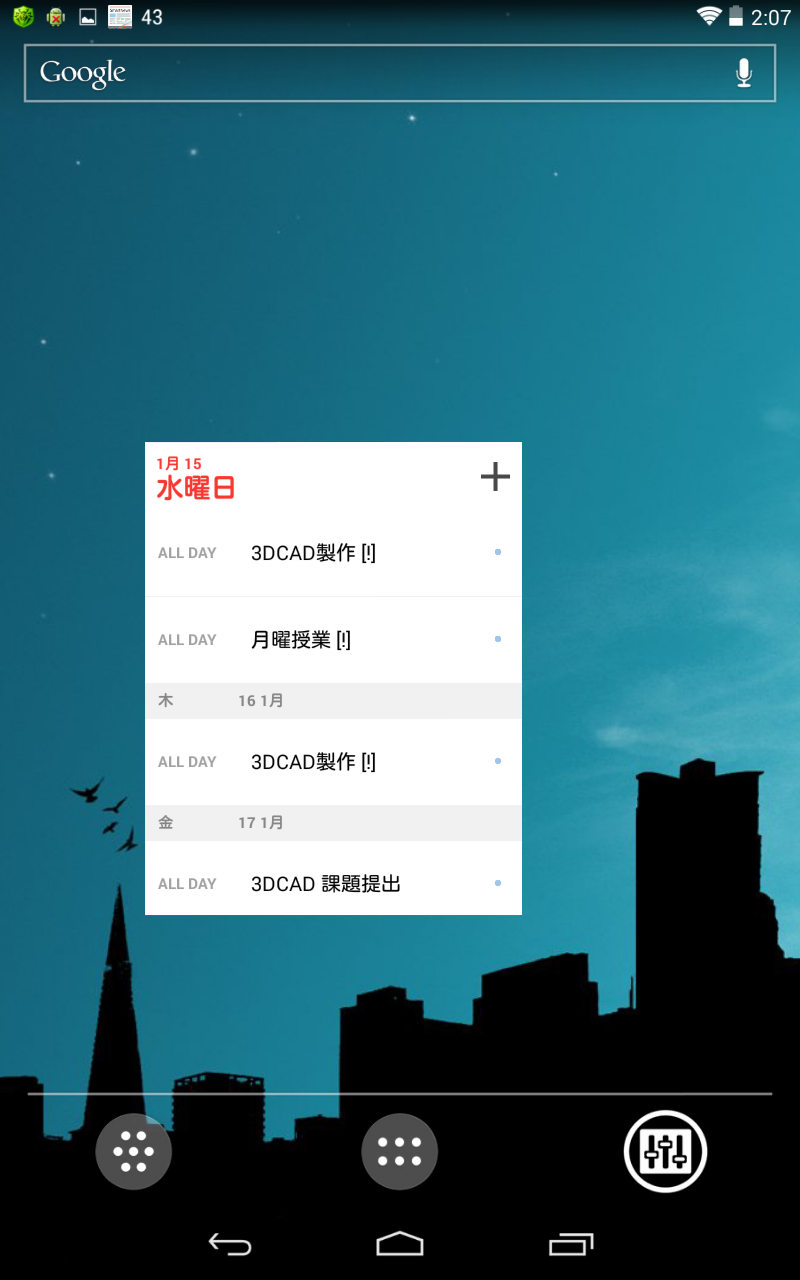 43 2:07
Google
1月 15
水曜日
ALL DAY 3DCAD製作 [!]
ALL DAY 月曜授業 [!]
木 16 1月
ALL DAY 3DCAD製作 [!]
金 17 1月
ALL DAY 3DCAD 課題提出